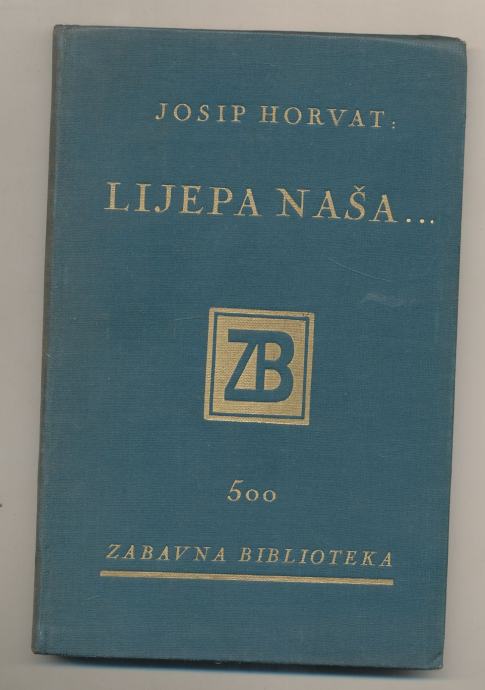 JOSIP HORVAT:
LIJEPA NAŠA...
ZB
500
ZABAVNA BIBLIOTEKA